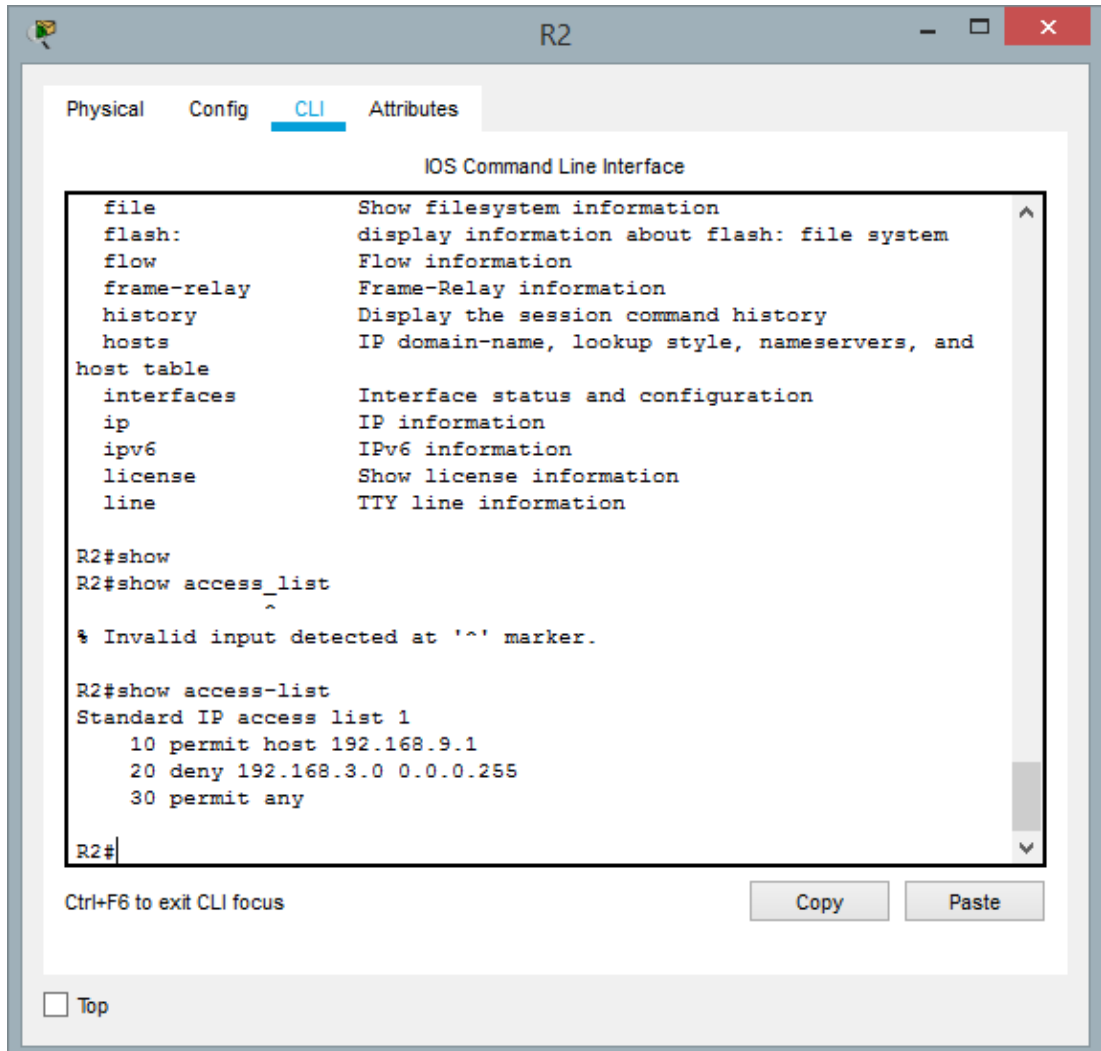 R2
Physical Config CLI Attributes
IOS Command Line Interface
file Show filesystem information
flash: display information about flash: file system
flow Flow information
frame-relay Frame-Relay information
history Display the session command history
hosts IP domain-name, lookup style, nameservers, and
host table
interfaces Interface status and configuration
ip IP information
ipv6 IPv6 information
license Show license information
line TTY line information
R2#show
R2#show access_list
^
% Invalid input detected at '^' marker.
R2#show access-list
Standard IP access list 1
10 permit host 192.168.9.1
20 deny 192.168.3.0 0.0.0.255
30 permit any
R2#
Ctrl+F6 to exit CLI focus
Copy Paste
Top